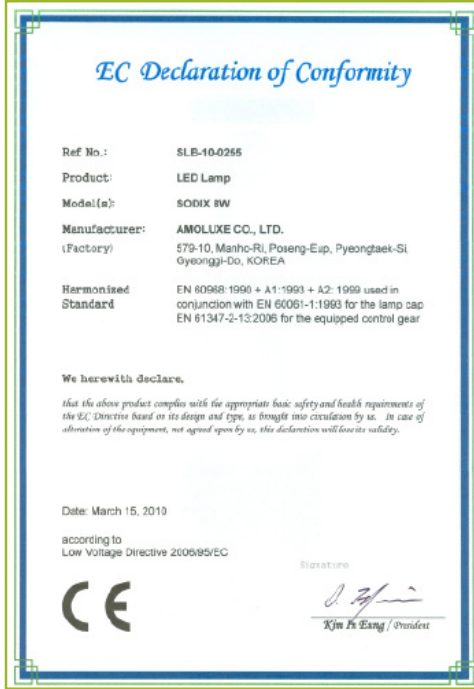 EC Declaration of Conformity
Ref No.: SLB-10-0255
Product: LED Lamp
Model(s): SODIX 8W
Manufacturer: AMOLUXE CO., LTD.
(Factory) 579-10, Manho-Ri, Poseng-Eup, Pyeongtaek-Si,
Gyeonggi-Do, KOREA
Harmonized EN 60968:1990 + A1:1993 + A2: 1999 used in
Standard conjunction with EN 60061-1:1993 for the lamp cap
EN 61347-2-13:2006 for the equipped control gear
We herewith declare,
that the above product complies with the appropriate basic safety and health requirements of
the EC Directive based on its design and type, as brought into circulation by us. In case of
alteration of the equipment, not agreed upon by us, this declaration will lose its validity.
Date: March 15, 2010
according to
Low Voltage Directive 2006/95/EC
Signature
CE
Kim In Eung / President